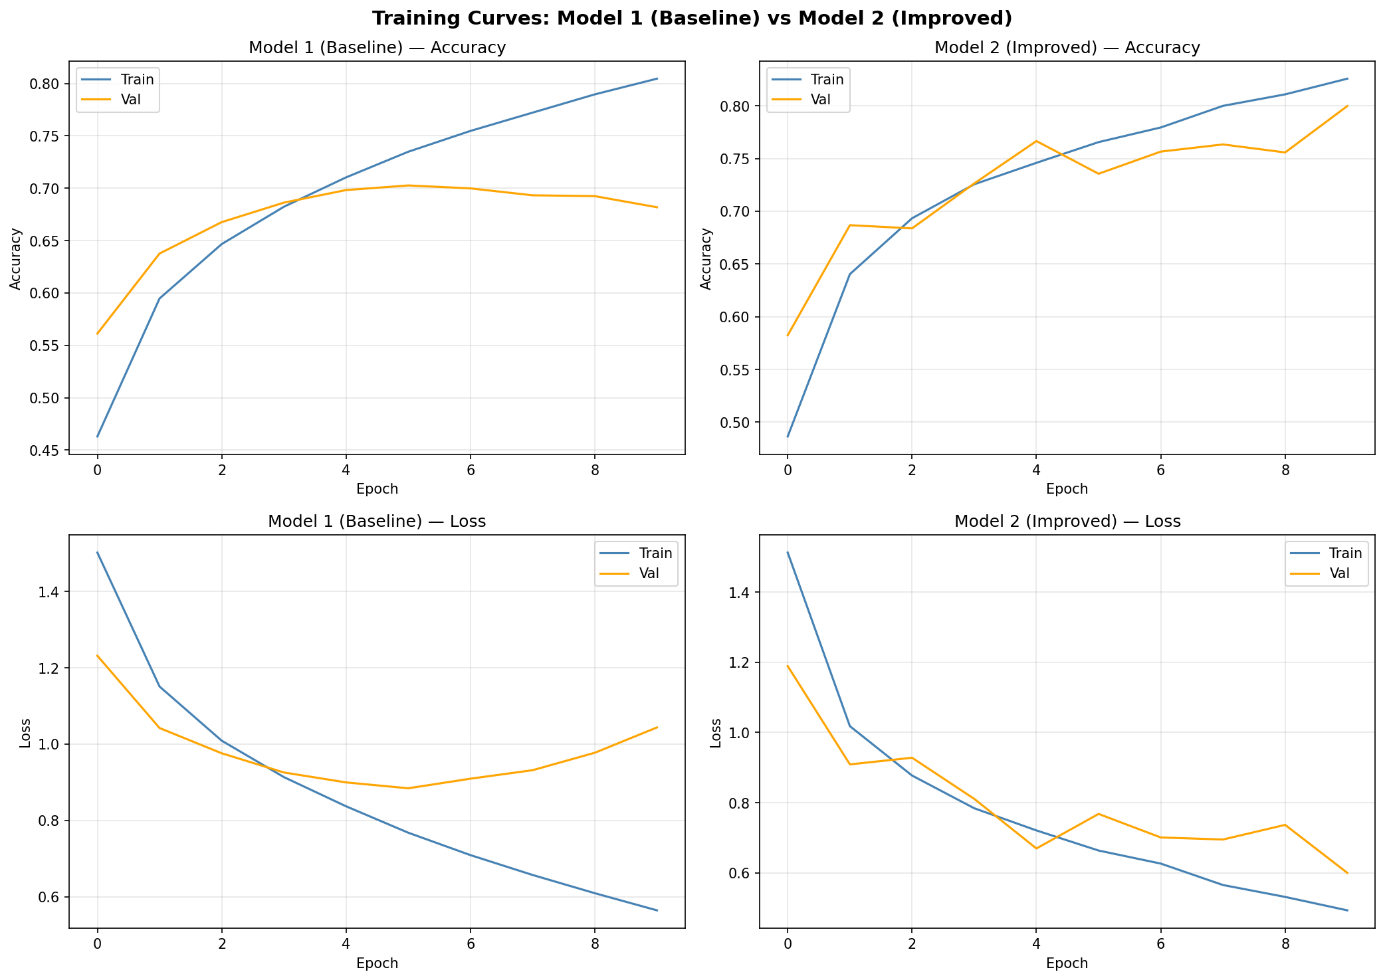 Training Curves: Model 1 (Baseline) vs Model 2 (Improved)
Model 1 (Baseline) — Accuracy
Train
Val
0.80
0.75
0.70
0.65
0.60
0.55
0.50
0.45
Accuracy
0 2 4 6 8
Epoch
Model 2 (Improved) — Accuracy
Train
Val
0.80
0.75
0.70
0.65
0.60
0.55
0.50
Accuracy
0 2 4 6 8
Epoch
Model 1 (Baseline) — Loss
Train
Val
1.4
1.2
1.0
0.8
0.6
Loss
0 2 4 6 8
Epoch
Model 2 (Improved) — Loss
Train
Val
1.4
1.2
1.0
0.8
0.6
Loss
0 2 4 6 8
Epoch